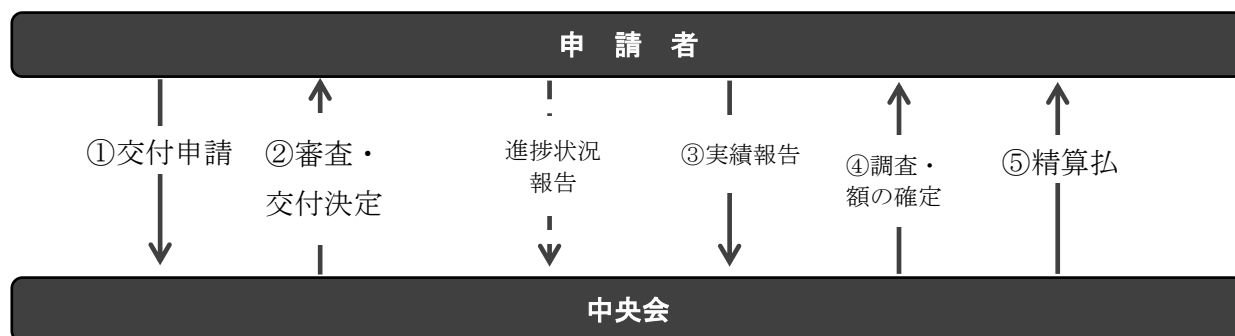 申　請　者
①交付申請
②審査・
交付決定
進捗状況
報告
③実績報告
④調査・
額の確定
⑤精算払
中央会